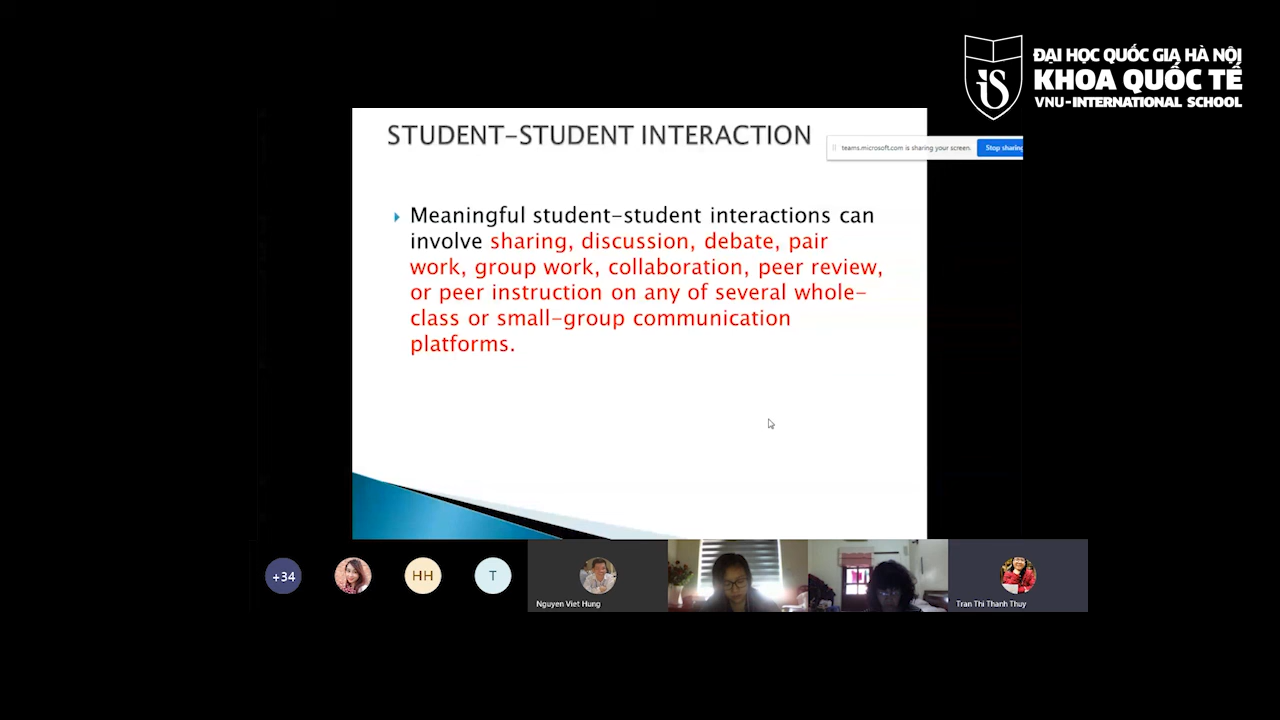 ĐẠI HỌC QUỐC GIA HÀ NỘI
KHOA QUỐC TẾ
VNU-INTERNATIONAL SCHOOL
iS
STUDENT-STUDENT INTERACTION
teams.microsoft.com is sharing your screen.
Stop sharing
Meaningful student-student interactions can
involve sharing, discussion, debate, pair
work, group work, collaboration, peer review,
or peer instruction on any of several whole-
class or small-group communication
platforms.
+34
HH
T
Nguyen Viet Hung
Tran Thi Thanh Thuy